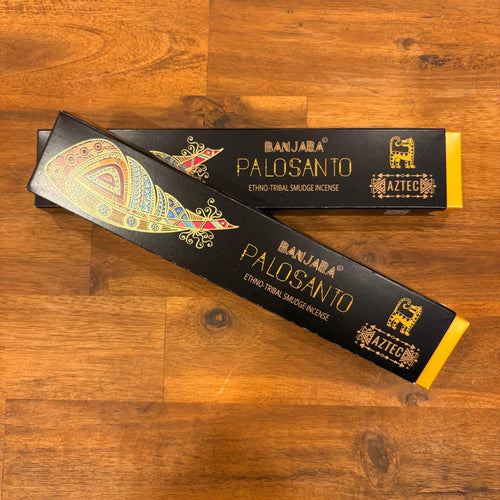 BANJARA®
PALOSANTO
ETHNO-TRIBAL SMUDGE INCENSE
AZTEC
BANJARA®
PALOSANTO
ETHNO-TRIBAL SMUDGE INCENSE
AZTEC